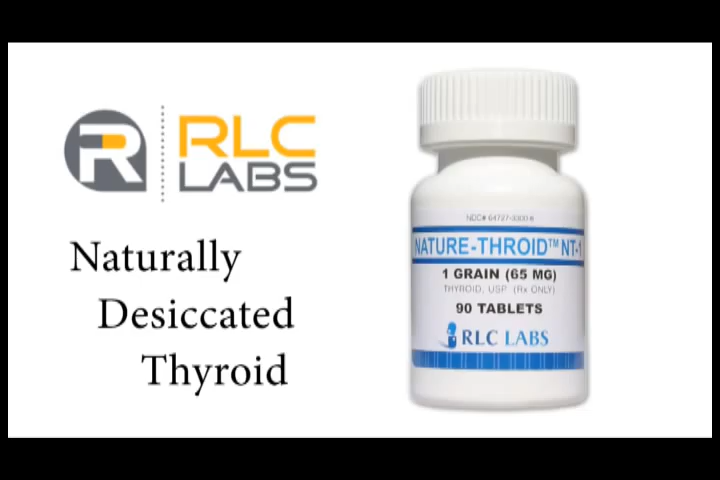 RLC
LABS
Naturally
Desiccated
Thyroid
NATURE-THROID™ NT-1
1 GRAIN (65 MG)
THYROID, USP (Rx ONLY)
90 TABLETS
RLC LABS